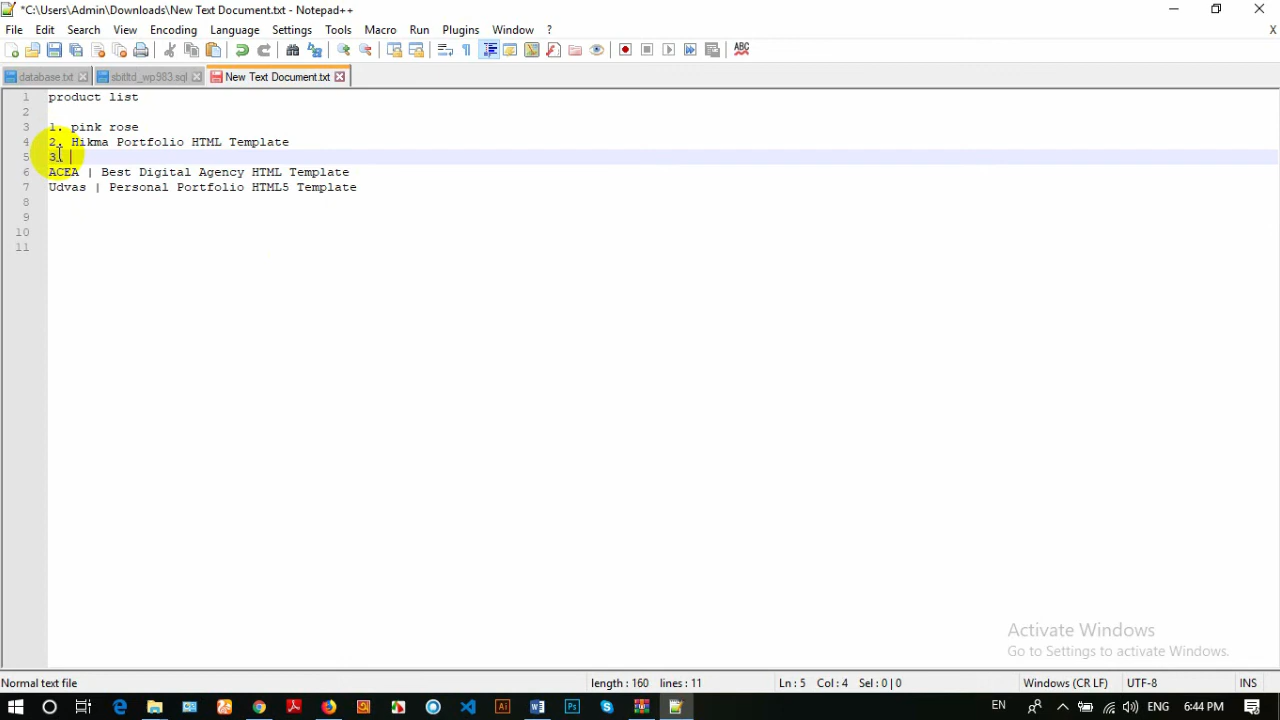 *C:\Users\Admin\Downloads\New Text Document.txt - Notepad++
File Edit Search View Encoding Language Settings Tools Macro Run Plugins Window ? X
database.txt sbitltd_wp983.sql New Text Document.txt
1 product list
2
3 1. pink rose
4 2. Hikma Portfolio HTML Template
5 3.
6 ACEA | Best Digital Agency HTML Template
7 Udvas | Personal Portfolio HTML5 Template
8
9
10
11
Activate Windows
Go to Settings to activate Windows.
Normal text file length : 160 lines : 11 Ln : 5 Col : 4 Sel : 0 | 0 Windows (CR LF) UTF-8 INS
EN ENG 6:44 PM